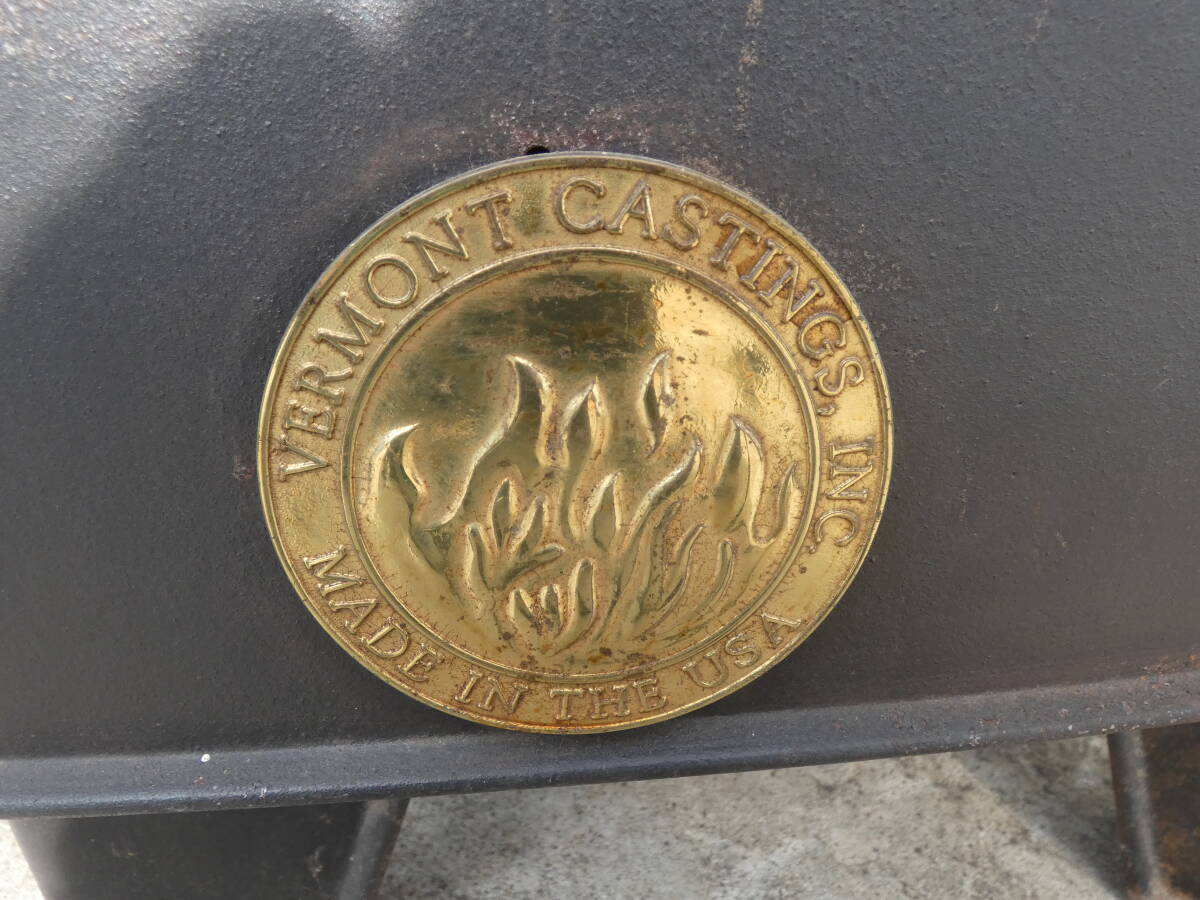 VERMONT CASTINGS, INC
MADE IN THE USA